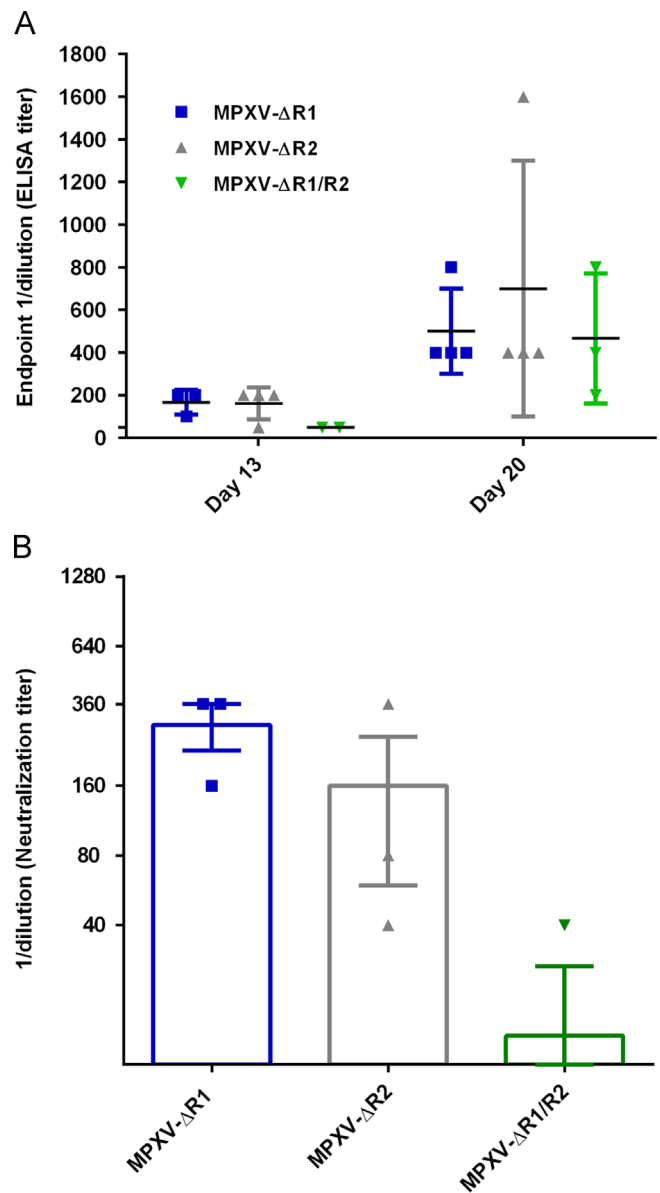 A
Endpoint 1/dilution (ELISA titer)
1800
1600
1400
1200
1000
800
600
400
200
0
MPXV-ΔR1
MPXV-ΔR2
MPXV-ΔR1/R2
Day 13
Day 20
B
1/dilution (Neutralization titer)
1280
640
360
160
80
40
MPXV-ΔR1
MPXV-ΔR2
MPXV-ΔR1/R2